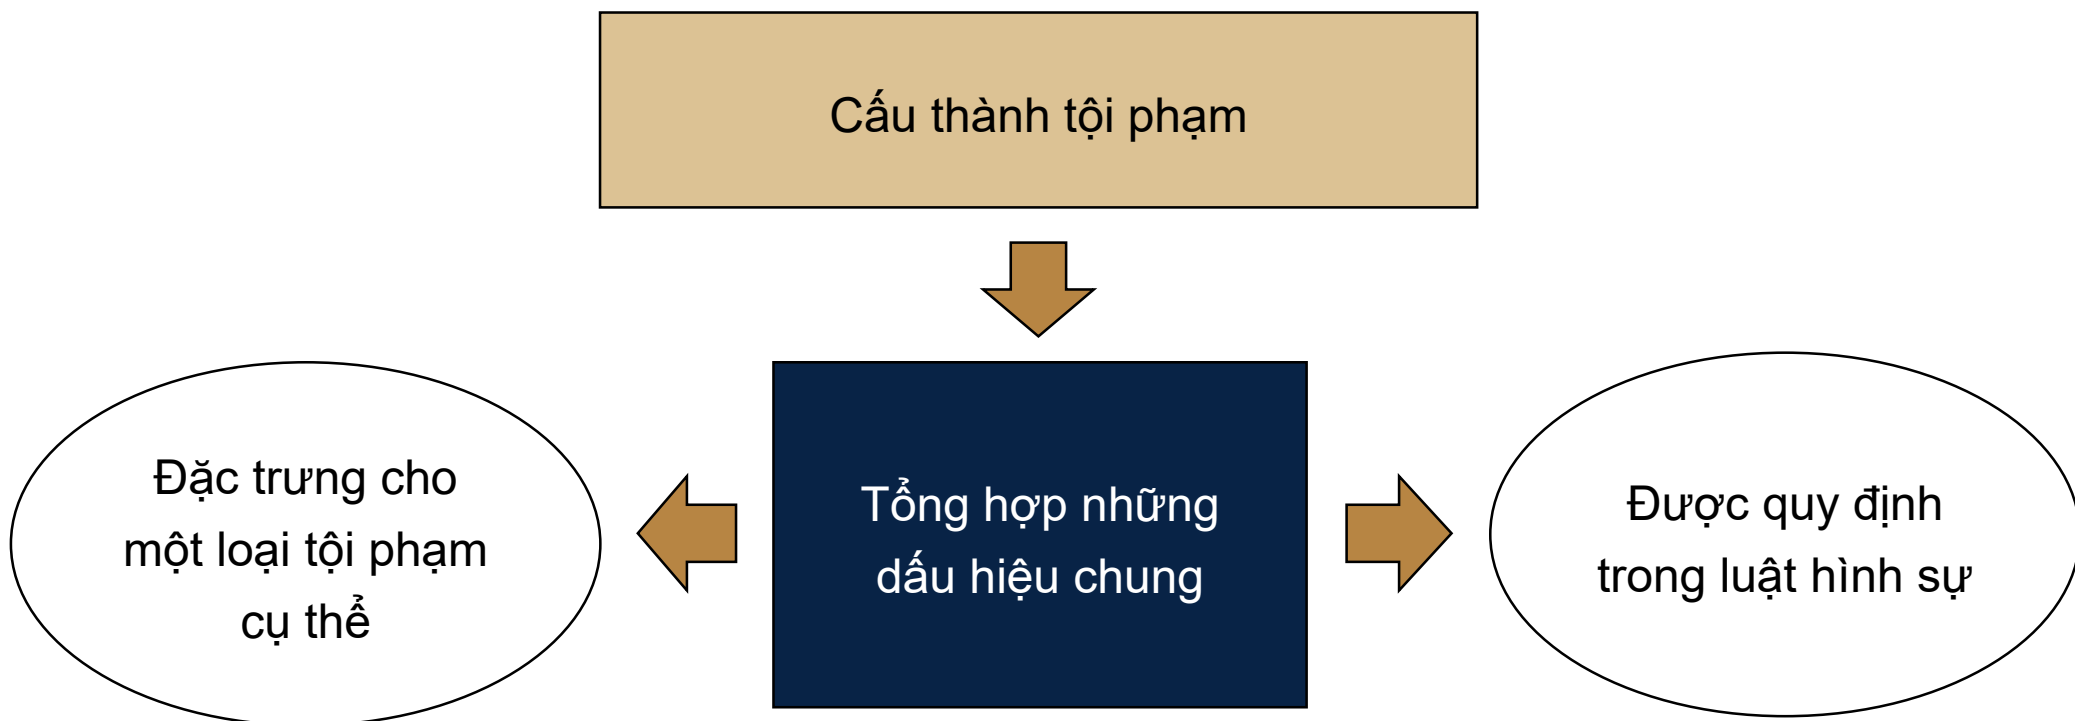 Cấu thành tội phạm
Đặc trưng cho
một loại tội phạm
cụ thể
Tổng hợp những
dấu hiệu chung
Được quy định
trong luật hình sự